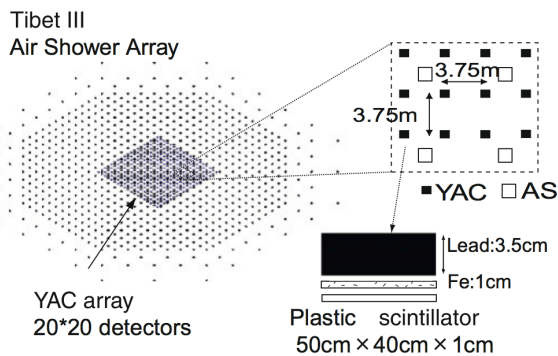 Tibet III
Air Shower Array
3.75m
3.75m
YAC AS
Lead:3.5cm
Fe:1cm
YAC array
20*20 detectors
Plastic scintillator
50cm×40cm×1cm